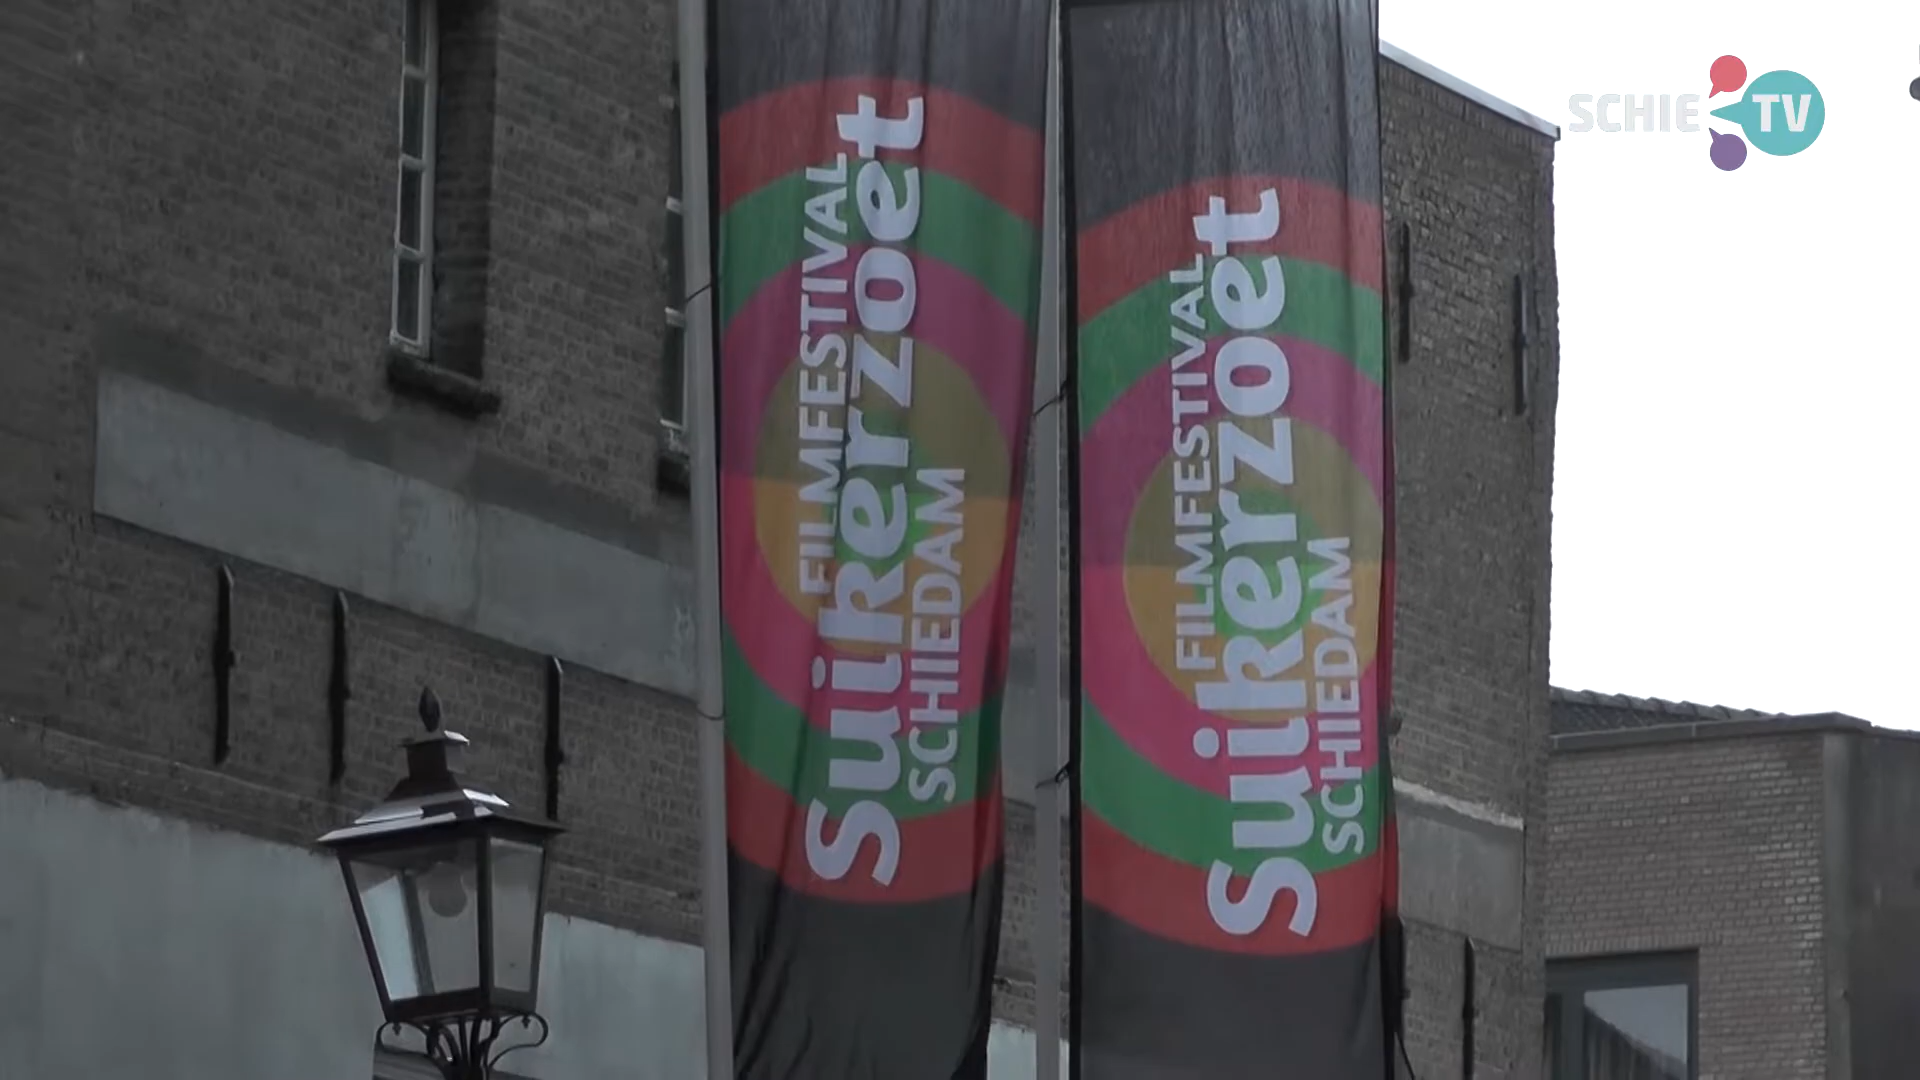 FILMFESTIVAL
Suikerzoet
SCHIEDAM
FILMFESTIVAL
Suikerzoet
SCHIEDAM
SCHIE TV